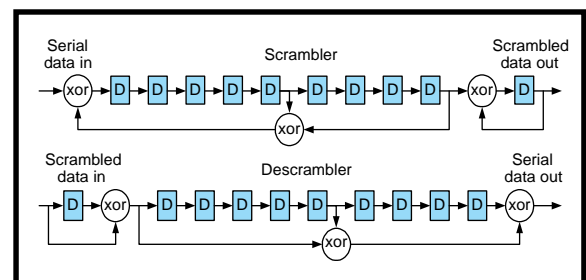 Serial data in
Scrambler
Scrambled data out
xor D D D D D D D D D xor D
xor
Scrambled data in
Descrambler
Serial data out
D xor D D D D D D D D D xor
xor